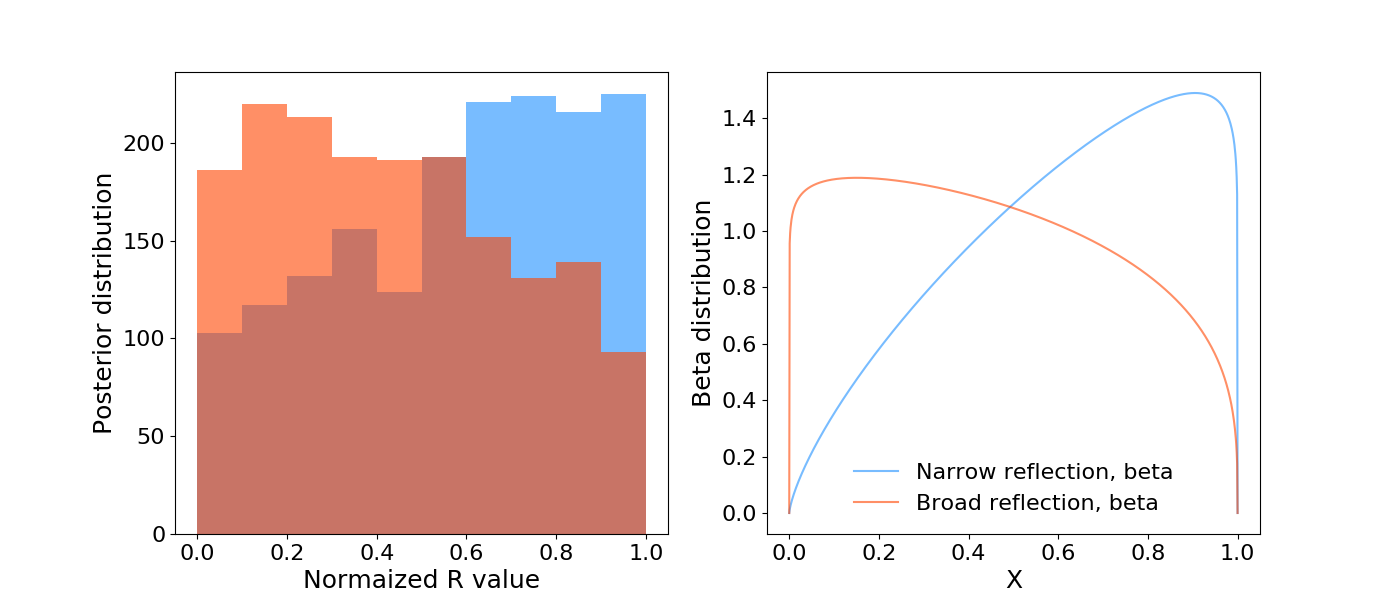 Posterior distribution
200
150
100
50
0
0.0 0.2 0.4 0.6 0.8 1.0
Normaized R value
Beta distribution
1.4
1.2
1.0
0.8
0.6
0.4
0.2
0.0
Narrow reflection, beta
Broad reflection, beta
0.0 0.2 0.4 0.6 0.8 1.0
X